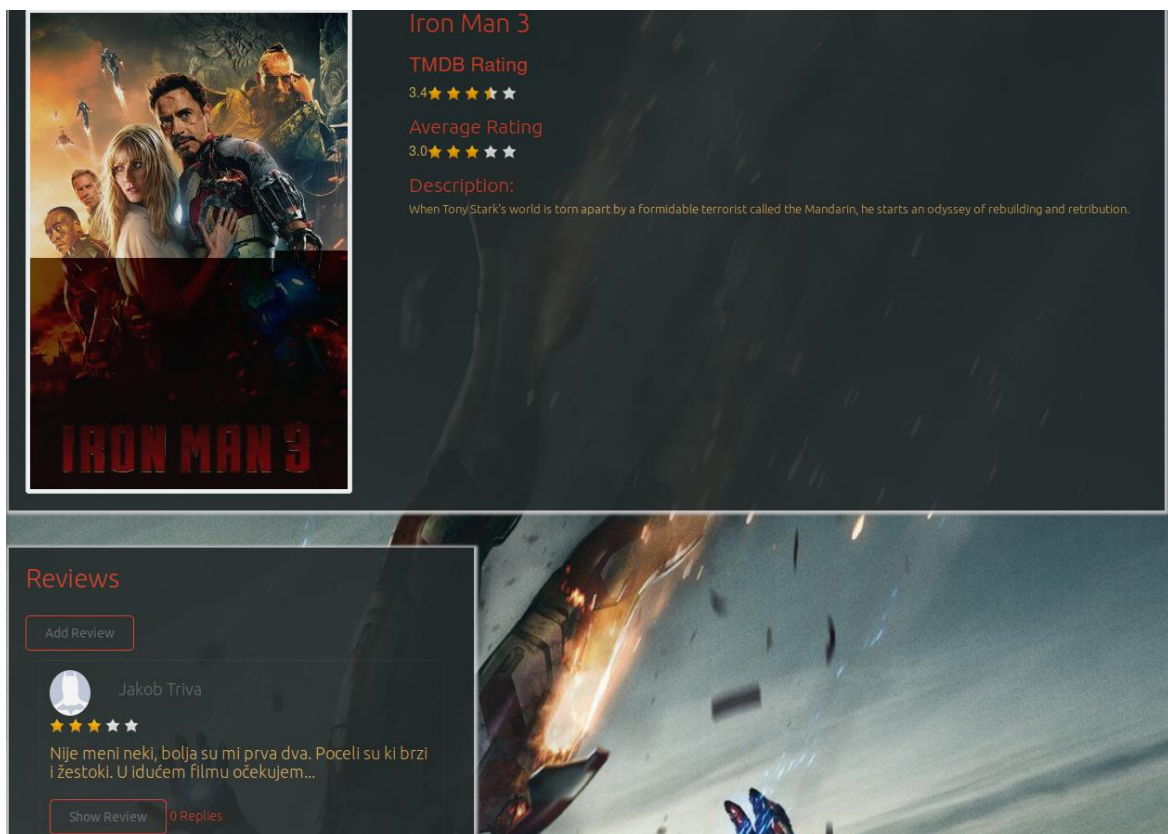 Iron Man 3
TMDB Rating
3.4
Average Rating
3.0
Description:
When Tony Stark's world is torn apart by a formidable terrorist called the Mandarin, he starts an odyssey of rebuilding and retribution.
IRON MAN 3
Reviews
Add Review
Jakob Triva
Nije meni neki, bolja su mi prva dva. Poceli su ki brzi
i žestoki. U idućem filmu očekujem...
Show Review 0 Replies